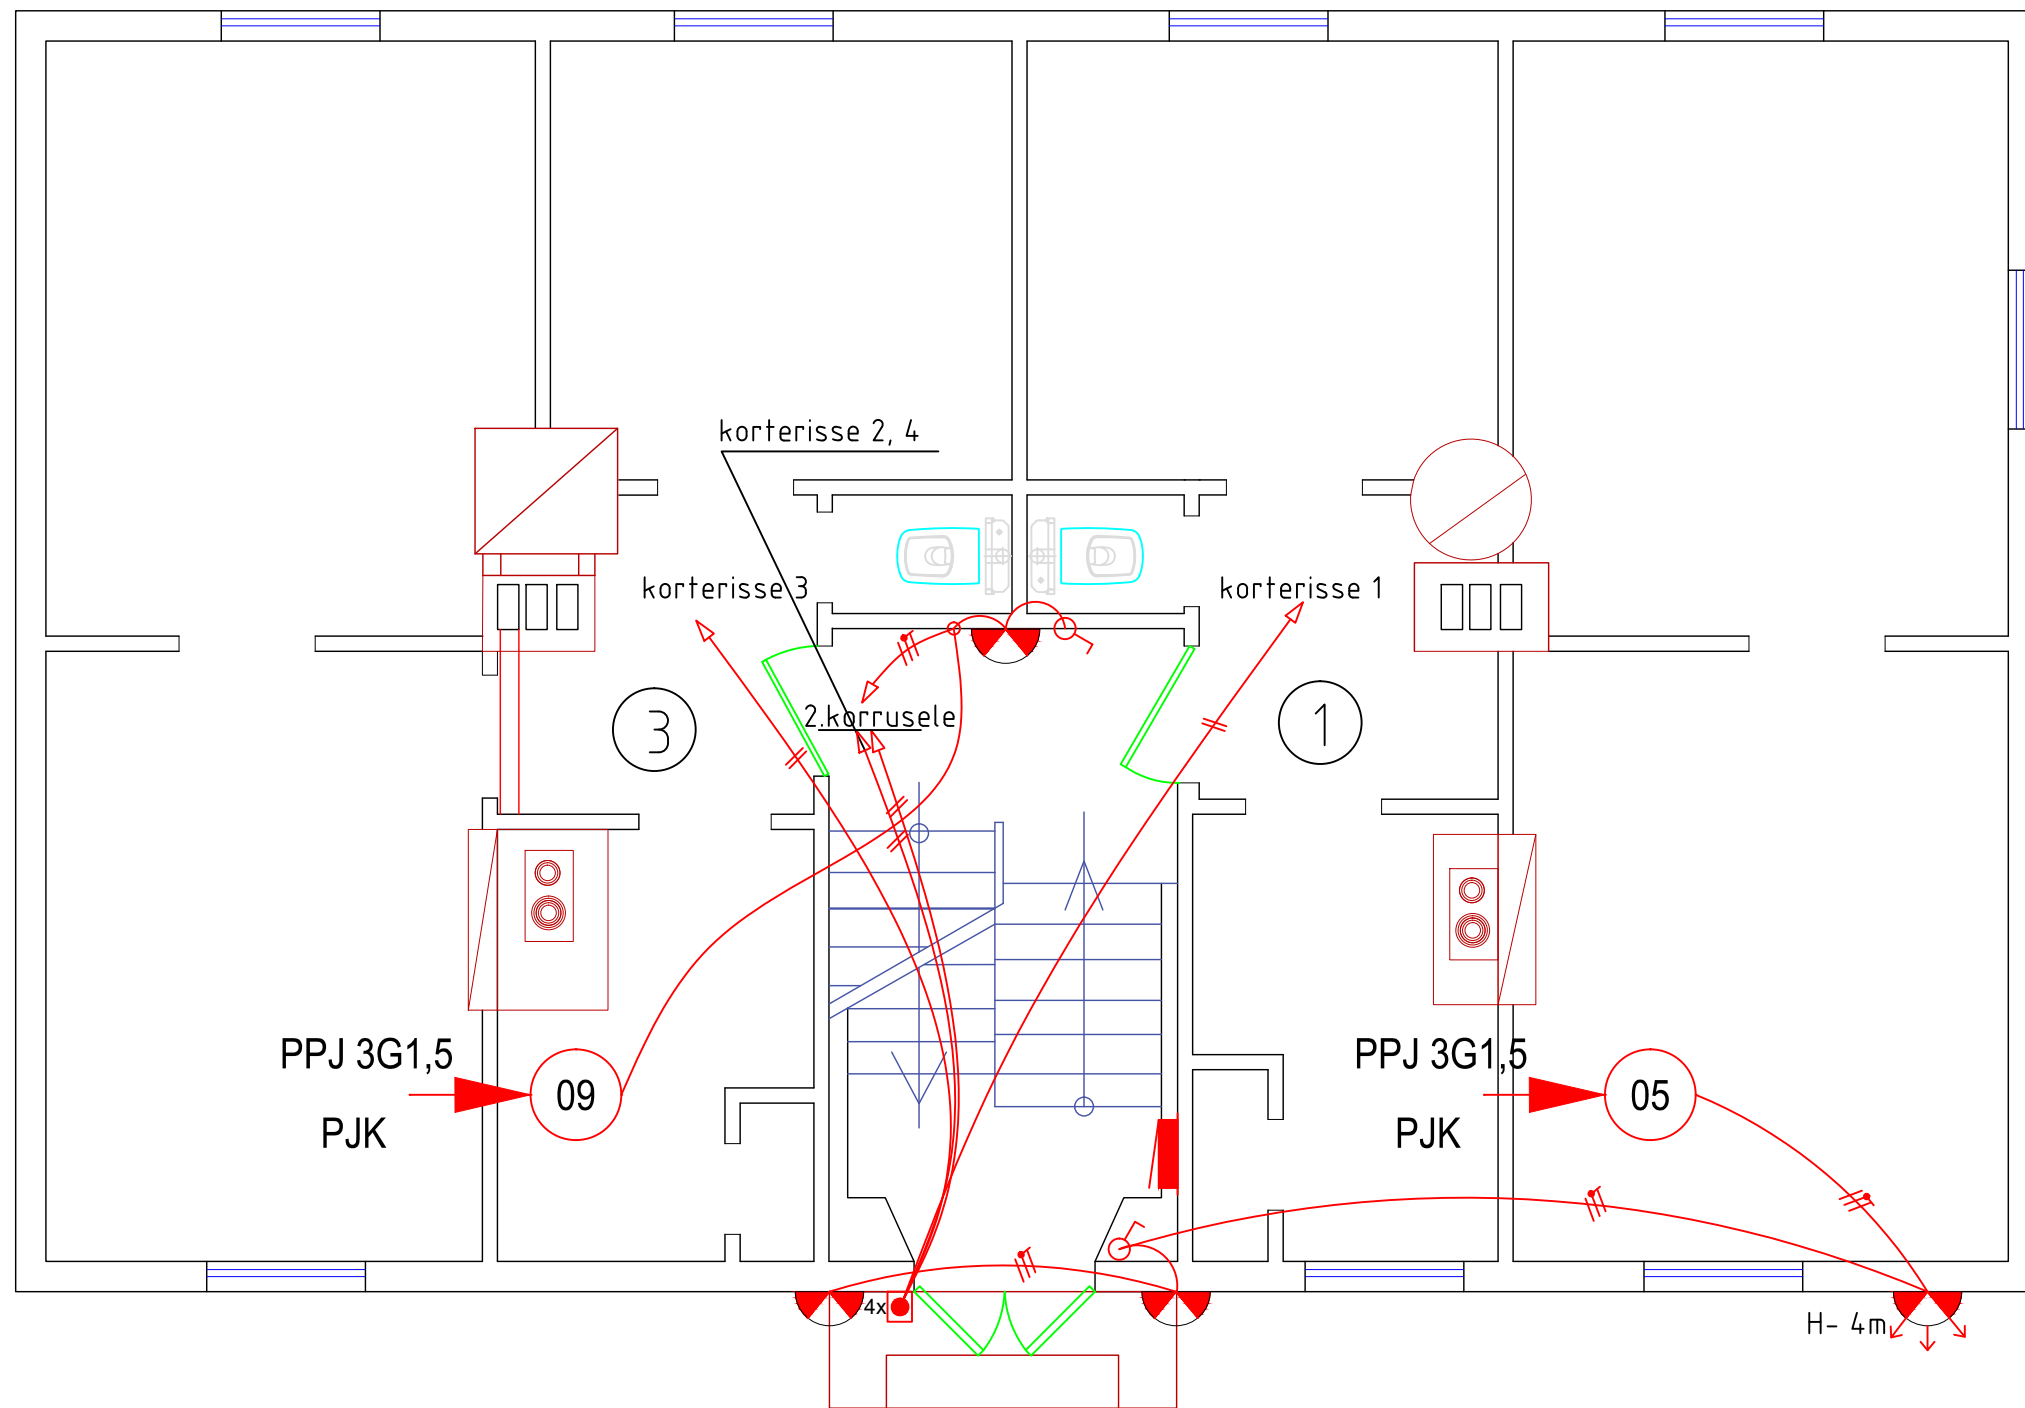 korterisse 2, 4
korterisse 3
korterisse 1
2.korrusele
3
1
PPJ 3G1,5
PJK
09
PPJ 3G1,5
PJK
05
4x
H- 4m